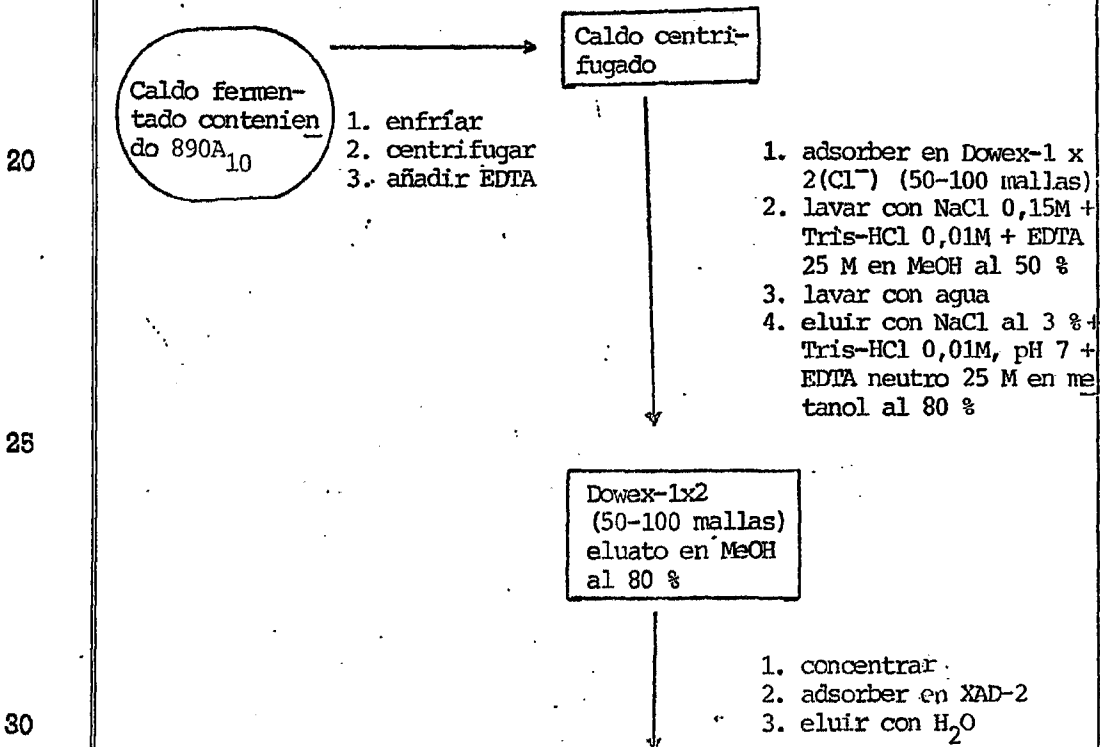 Caldo centri-
fugado
Caldo fermen-
tado contenien
do 890A10
1. enfríar
2. centrifugar
3. añadir EDTA
20
1. adsorber en Dowex-1 x
2(Cl⁻) (50-100 mallas)
2. lavar con NaCl 0,15M +
Tris-HCl 0,01M + EDTA
25 M en MeOH al 50 %
3. lavar con agua
4. eluir con NaCl al 3 % +
Tris-HCl 0,01M, pH 7 +
EDTA neutro 25 M en me
tanol al 80 %
25
Dowex-1x2
(50-100 mallas)
eluato en MeOH
al 80 %
1. concentrar
2. adsorber en XAD-2
3. eluir con H2O
30